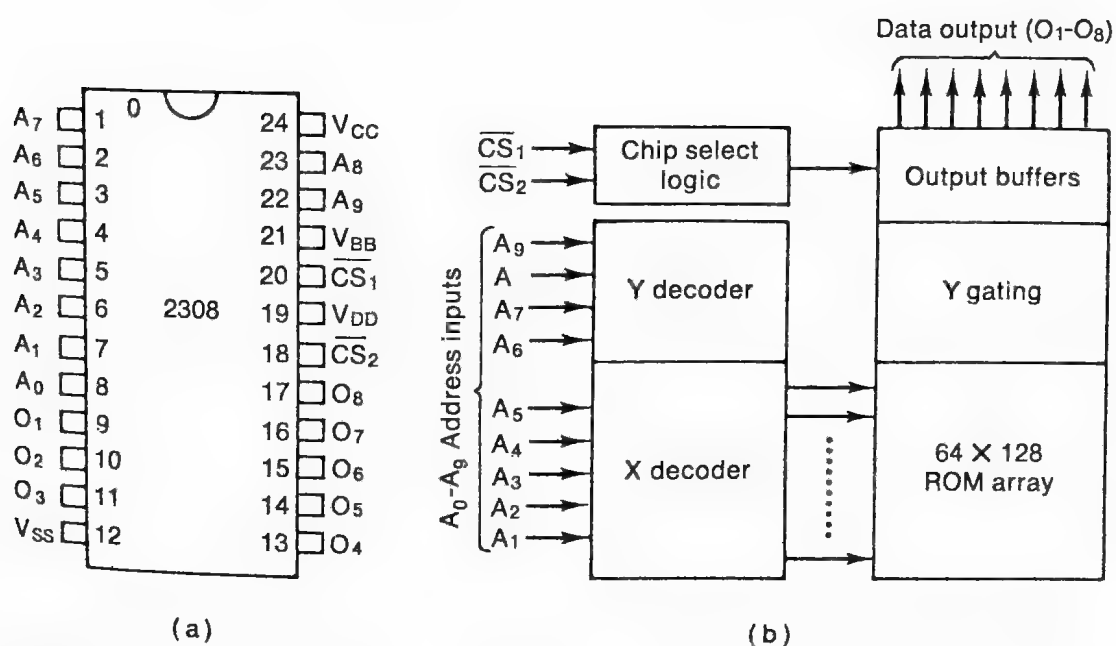 A7 1 0 24 VCC
A6 2 23 A8
A5 3 22 A9
A4 4 21 VBB
A3 5 20 C̅S̅1
A2 6 2308 19 VDD
A1 7 18 C̅S̅2
A0 8 17 O8
O1 9 16 O7
O2 10 15 O6
O3 11 14 O5
VSS 12 13 O4
(a)
Data output (O1-O8)
C̅S̅1
C̅S̅2
Chip select
logic
Output buffers
A0-A9 Address inputs
A9
A
A7
A6
Y decoder
Y gating
A5
A4
A3
A2
A1
X decoder
64 X 128
ROM array
(b)